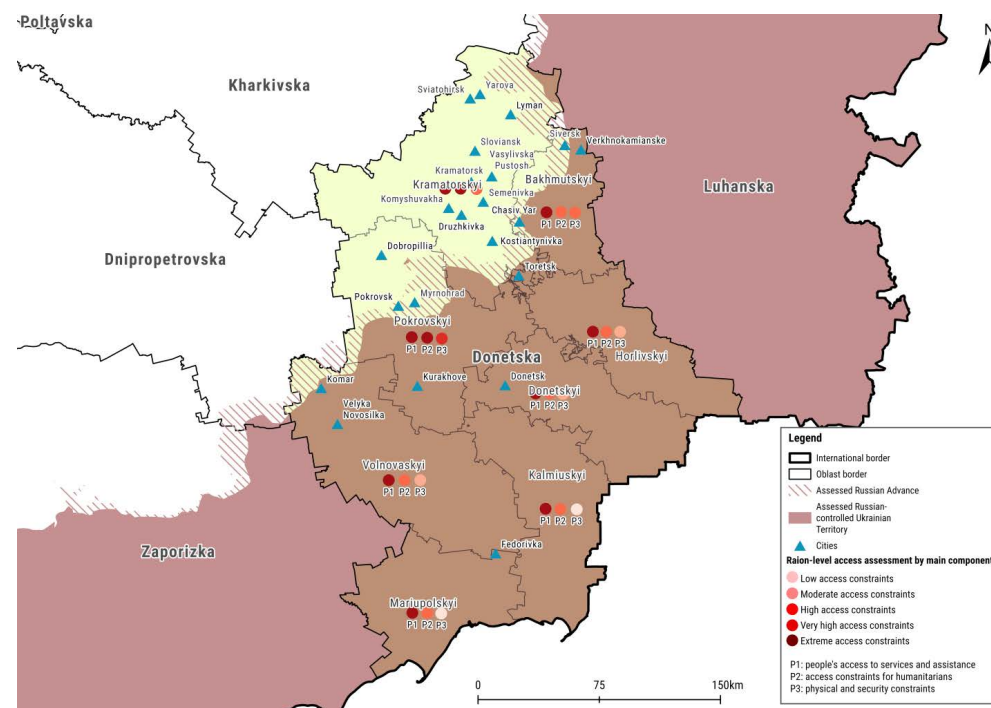 Poltavska
N
Kharkivska
Sviatohirsk
Yarova
Lyman
Siversk
Verkhnokamianske
Sloviansk
Vasylivska
Pustosh
Kramatorsk
Kramatorskyi
Bakhmutskyi
Luhanska
Semenivka
Komyshuvakha
Chasiv Yar
Druzhkivka
P1 P2 P3
Kostiantynivka
Dobropillia
Dnipropetrovska
Toretsk
Pokrovsk
Myrnohrad
Pokrovskyi
P1 P2 P3
P1 P2 P3
Horlivskyi
Donetska
Komar
Kurakhove
Donetsk
Donetskyi
P1 P2 P3
Velyka
Novosilka
Volnovaskyi
P1 P2 P3
Kalmiuskyi
P1 P2 P3
Zaporizka
Fedorivka
Mariupolskyi
P1 P2 P3
0 75 150km
Legend
International border
Oblast border
Assessed Russian Advance
Assessed Russian-
controlled Ukrainian
Territory
Cities
Raion-level access assessment by main component
Low access constraints
Moderate access constraints
High access constraints
Very high access constraints
Extreme access constraints
P1: people's access to services and assistance
P2: access constraints for humanitarians
P3: physical and security constraints